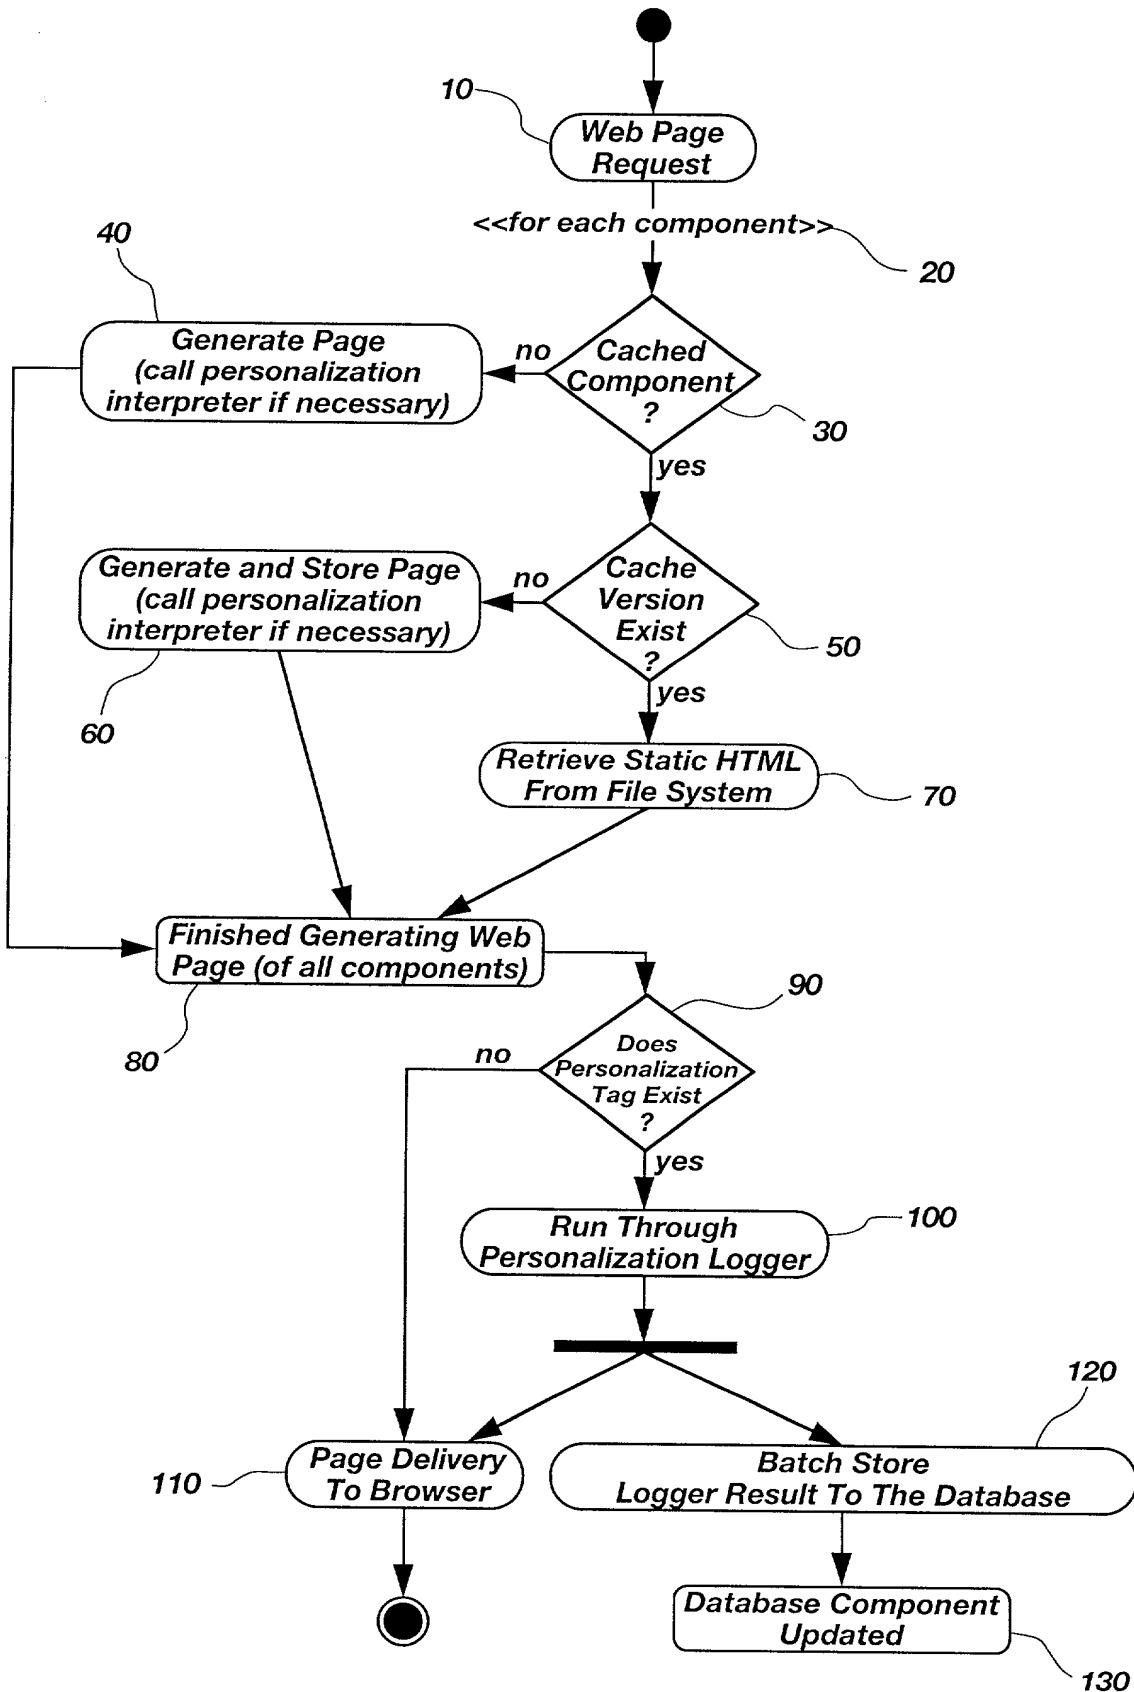 10
Web Page
Request
<<for each component>>
20
40
Generate Page
(call personalization
interpreter if necessary)
no
Cached
Component
?
30
yes
Generate and Store Page
(call personalization
interpreter if necessary)
no
Cache
Version
Exist
?
50
yes
60
Retrieve Static HTML
From File System
70
Finished Generating Web
Page (of all components)
80
90
no
Does
Personalization
Tag Exist
?
yes
Run Through
Personalization Logger
100
120
110
Page Delivery
To Browser
Batch Store
Logger Result To The Database
Database Component
Updated
130